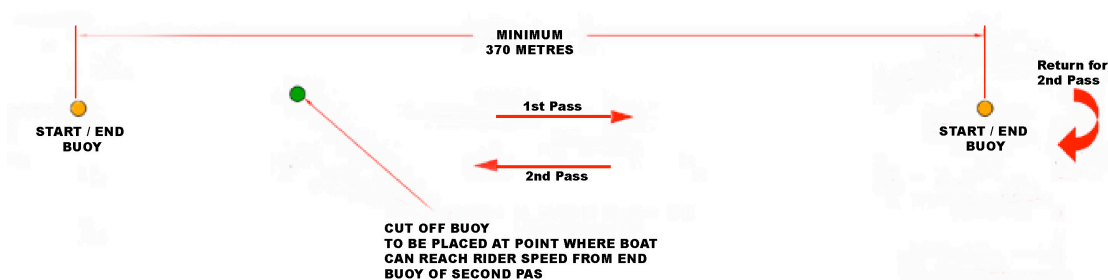 MINIMUM
370 METRES
Return for
2nd Pass
1st Pass
START / END
BUOY
START / END
BUOY
2nd Pass
CUT OFF BUOY
TO BE PLACED AT POINT WHERE BOAT
CAN REACH RIDER SPEED FROM END
BUOY OF SECOND PAS